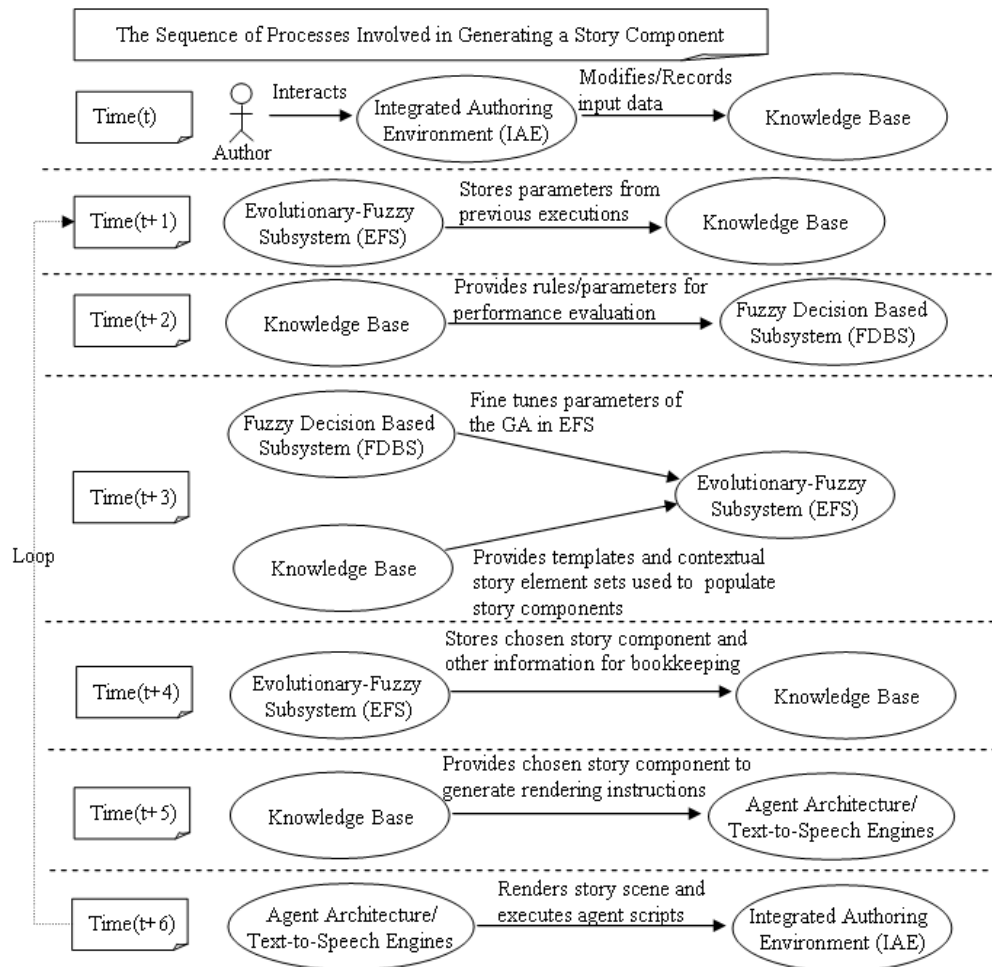 The Sequence of Processes Involved in Generating a Story Component
Time(t)
Author
Interacts
Integrated Authoring
Environment (IAE)
Modifies/Records
input data
Knowledge Base
Time(t+1)
Evolutionary-Fuzzy
Subsystem (EFS)
Stores parameters from
previous executions
Knowledge Base
Time(t+2)
Knowledge Base
Provides rules/parameters for
performance evaluation
Fuzzy Decision Based
Subsystem (FDBS)
Time(t+3)
Fuzzy Decision Based
Subsystem (FDBS)
Fine tunes parameters of
the GA in EFS
Evolutionary-Fuzzy
Subsystem (EFS)
Knowledge Base
Provides templates and contextual
story element sets used to populate
story components
Loop
Time(t+4)
Evolutionary-Fuzzy
Subsystem (EFS)
Stores chosen story component and
other information for bookkeeping
Knowledge Base
Time(t+5)
Knowledge Base
Provides chosen story component to
generate rendering instructions
Agent Architecture/
Text-to-Speech Engines
Time(t+6)
Agent Architecture/
Text-to-Speech Engines
Renders story scene and
executes agent scripts
Integrated Authoring
Environment (IAE)